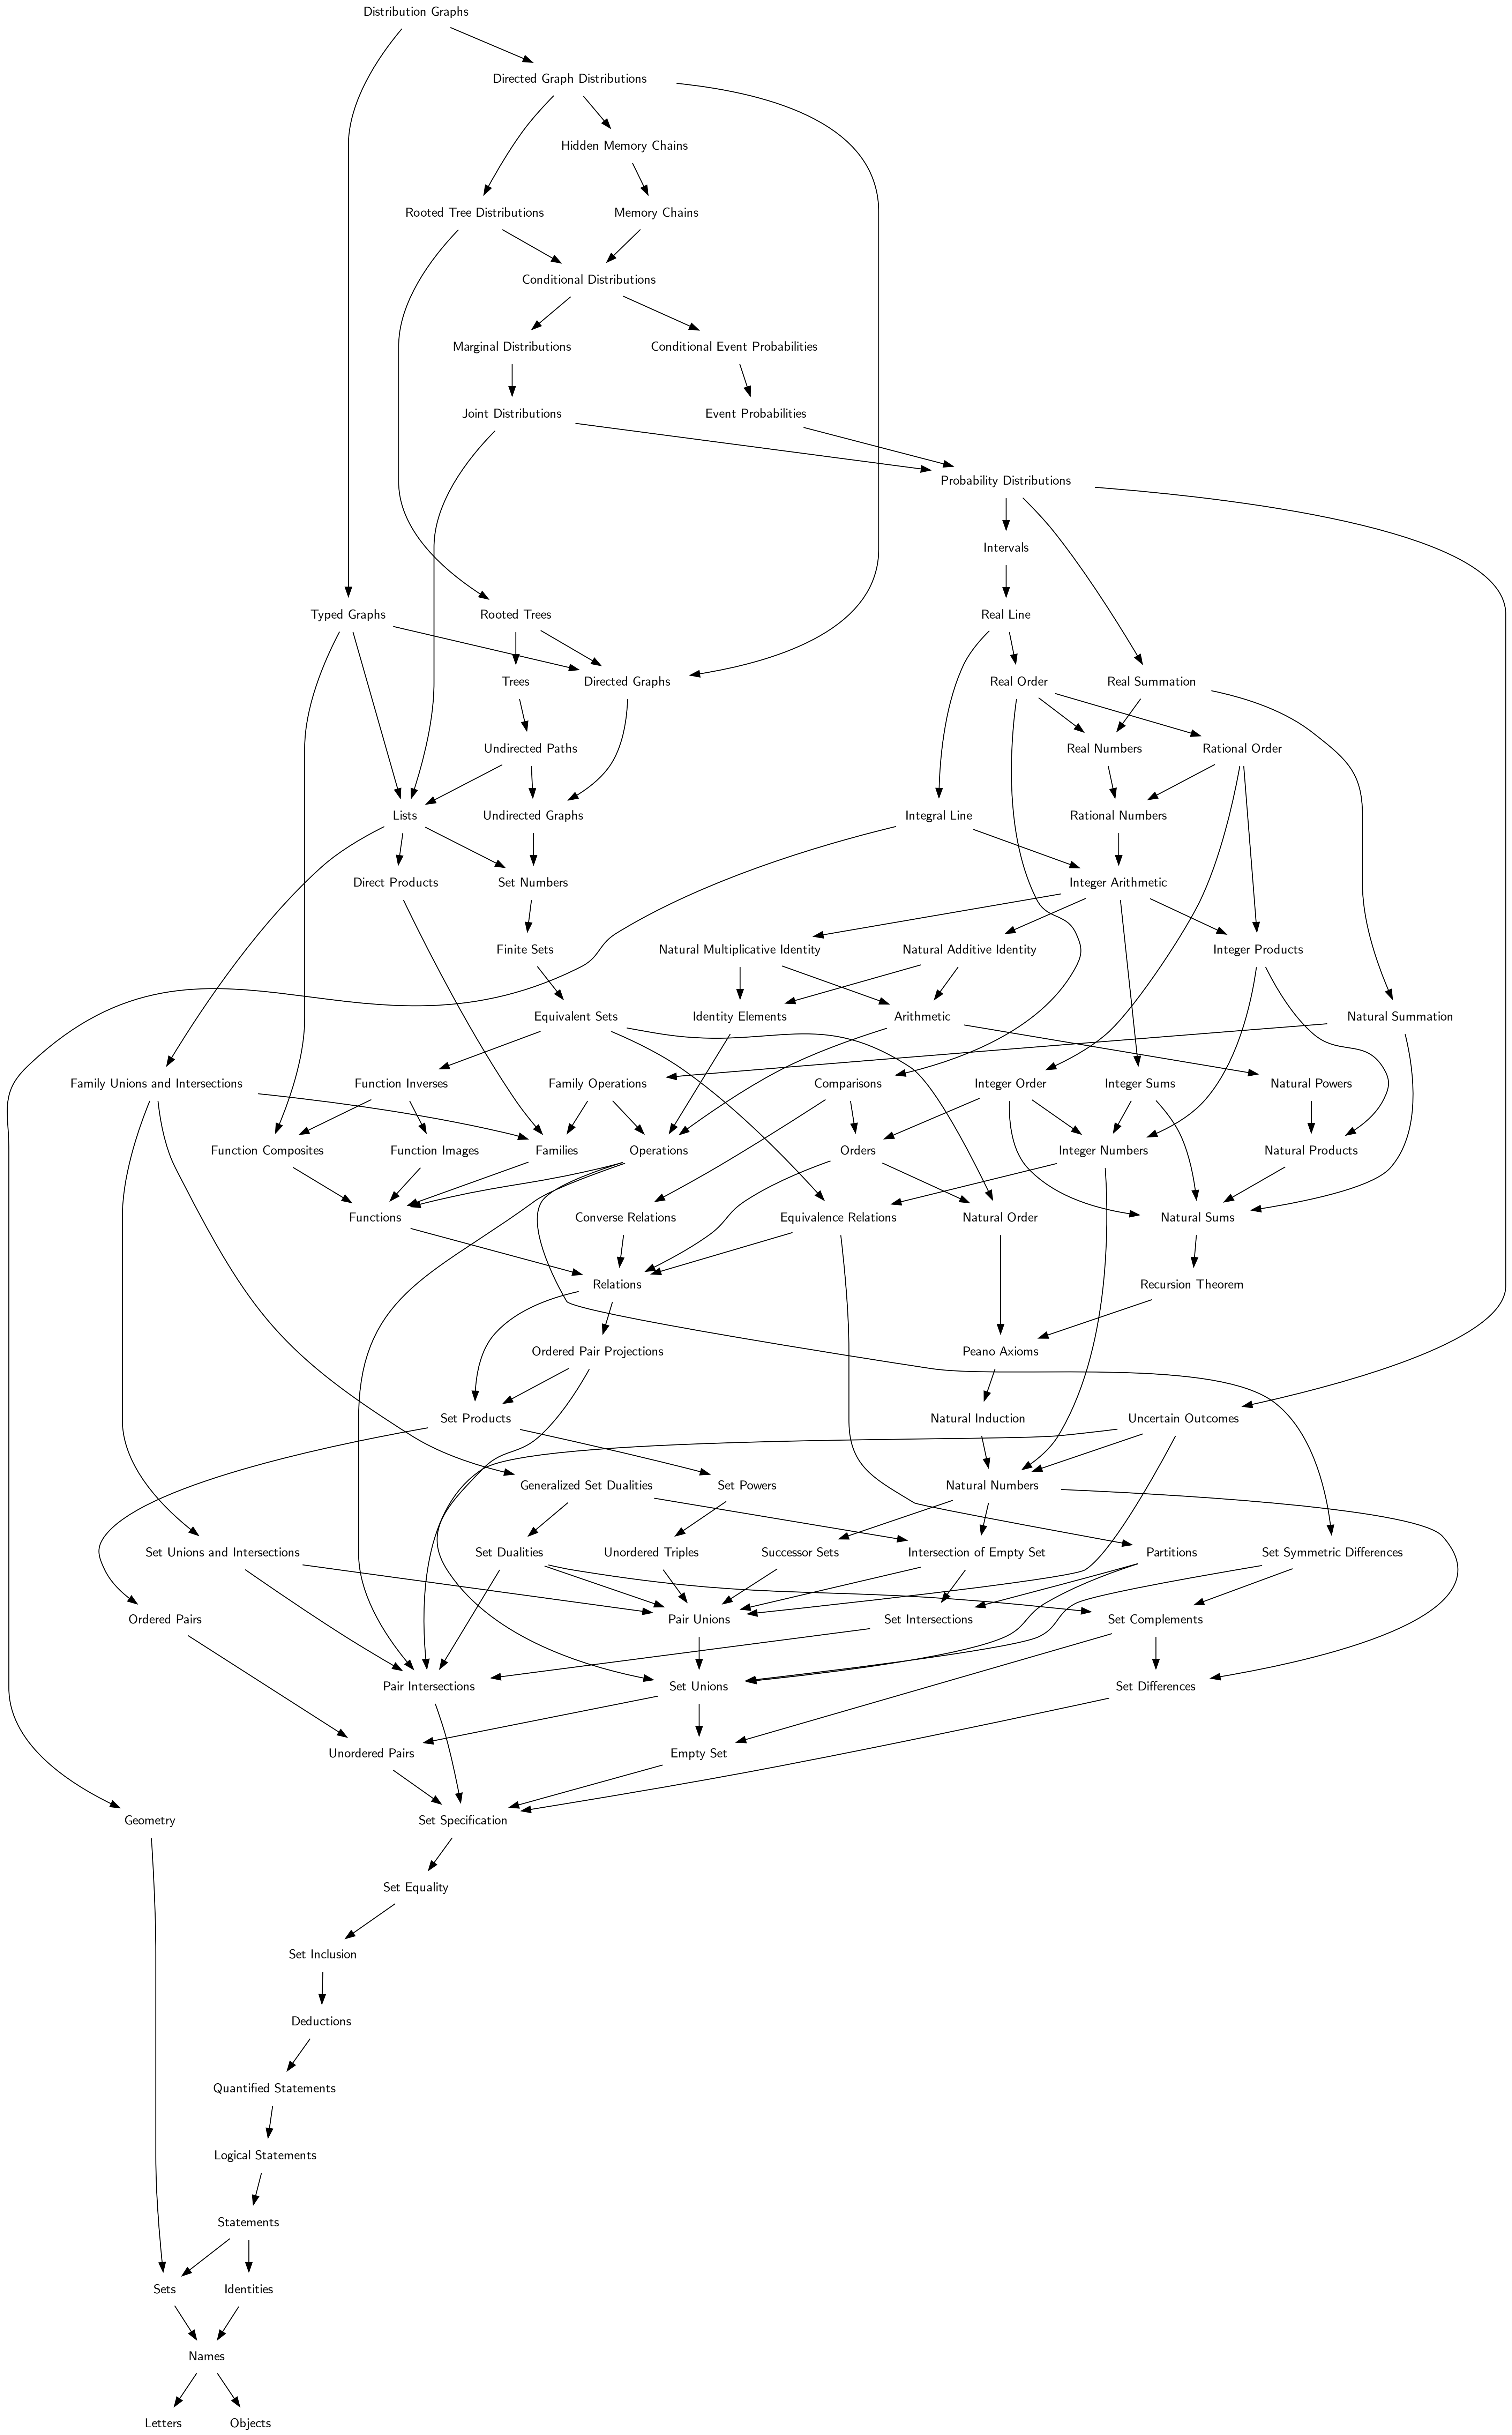 Distribution Graphs
Directed Graph Distributions
Hidden Memory Chains
Rooted Tree Distributions
Memory Chains
Conditional Distributions
Marginal Distributions
Conditional Event Probabilities
Joint Distributions
Event Probabilities
Probability Distributions
Intervals
Typed Graphs
Rooted Trees
Real Line
Trees
Directed Graphs
Real Order
Real Summation
Undirected Paths
Real Numbers
Rational Order
Lists
Undirected Graphs
Integral Line
Rational Numbers
Direct Products
Set Numbers
Integer Arithmetic
Finite Sets
Natural Multiplicative Identity
Natural Additive Identity
Integer Products
Equivalent Sets
Identity Elements
Arithmetic
Natural Summation
Family Unions and Intersections
Function Inverses
Family Operations
Comparisons
Integer Order
Integer Sums
Natural Powers
Function Composites
Function Images
Families
Operations
Orders
Integer Numbers
Natural Products
Functions
Converse Relations
Equivalence Relations
Natural Order
Natural Sums
Relations
Recursion Theorem
Ordered Pair Projections
Peano Axioms
Set Products
Natural Induction
Uncertain Outcomes
Generalized Set Dualities
Set Powers
Natural Numbers
Set Unions and Intersections
Set Dualities
Unordered Triples
Successor Sets
Intersection of Empty Set
Partitions
Set Symmetric Differences
Ordered Pairs
Pair Unions
Set Intersections
Set Complements
Pair Intersections
Set Unions
Set Differences
Unordered Pairs
Empty Set
Geometry
Set Specification
Set Equality
Set Inclusion
Deductions
Quantified Statements
Logical Statements
Statements
Sets
Identities
Names
Letters
Objects